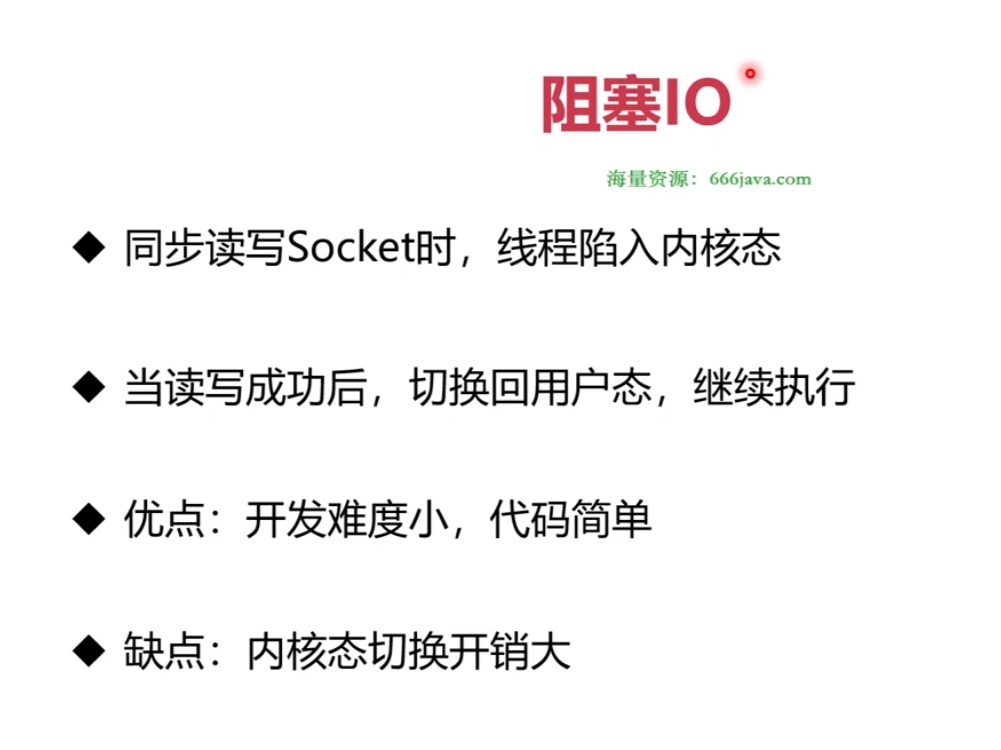 阻塞IO
海量资源：666java.com
◆ 同步读写Socket时，线程陷入内核态
◆ 当读写成功后，切换回用户态，继续执行
◆ 优点：开发难度小，代码简单
◆ 缺点：内核态切换开销大